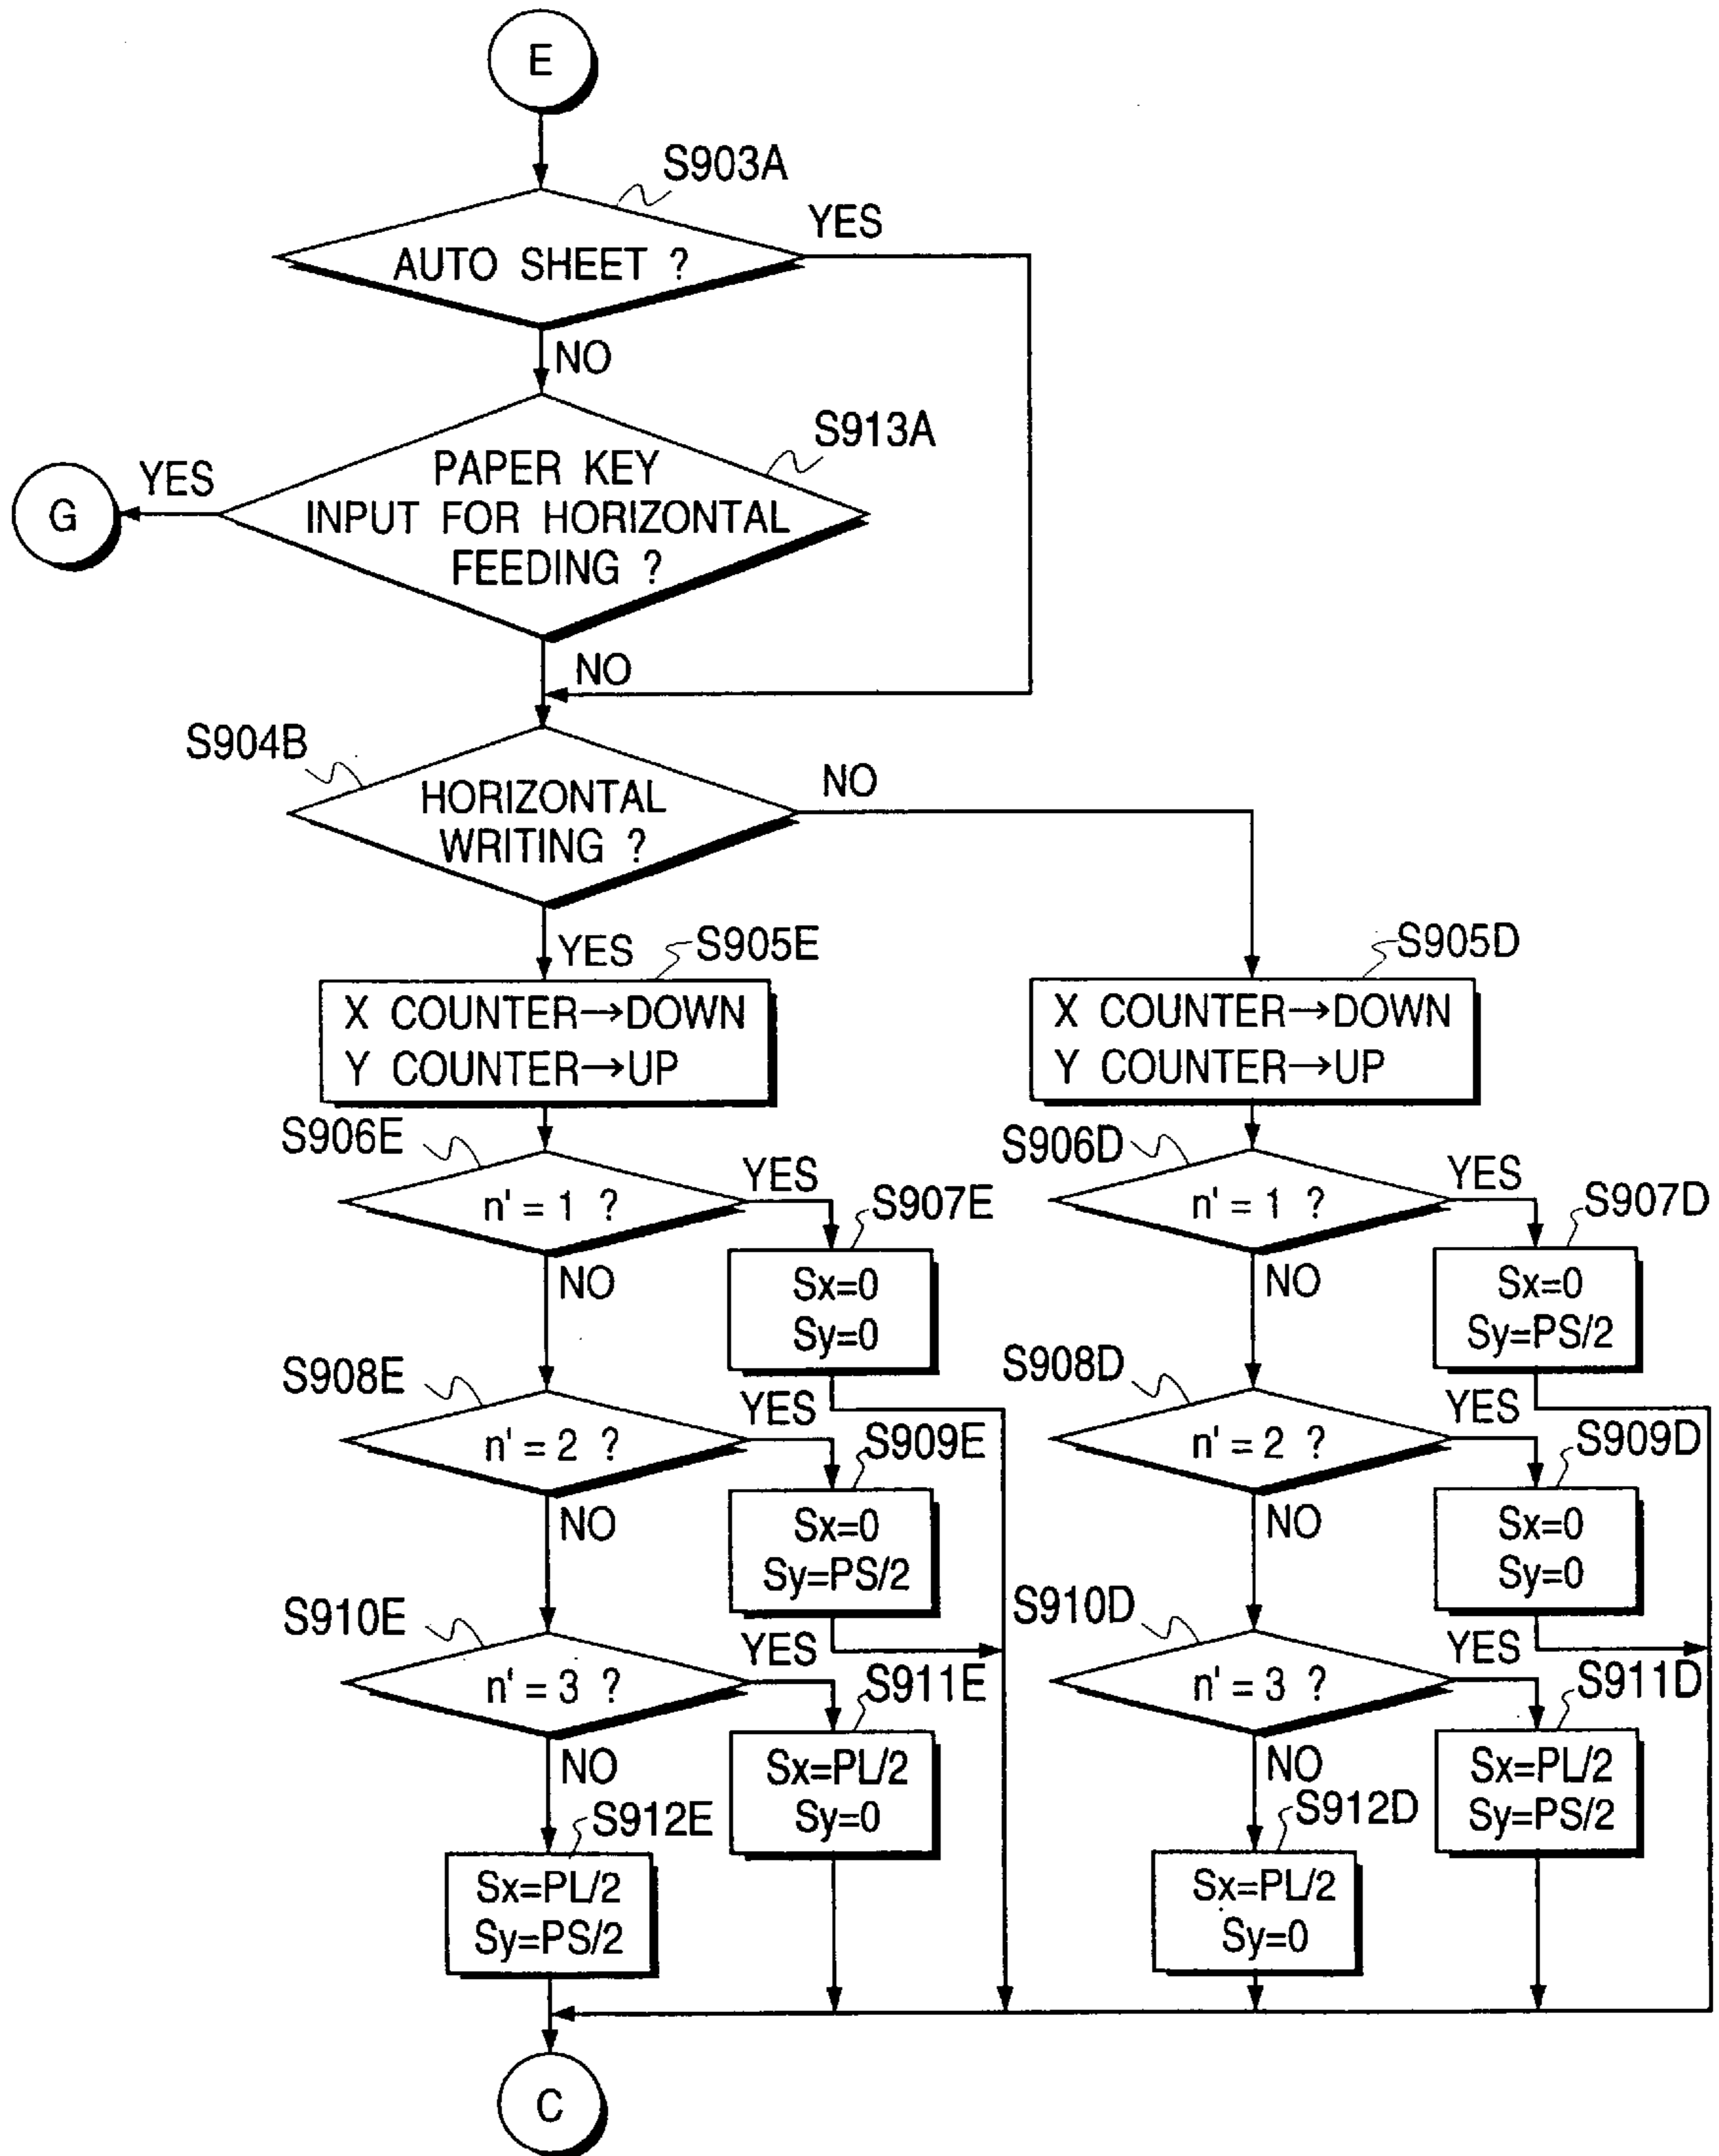 E
S903A
YES
AUTO SHEET ?
NO
S913A
YES
PAPER KEY
INPUT FOR HORIZONTAL
FEEDING ?
G
NO
S904B
NO
HORIZONTAL
WRITING ?
YES
S905E
S905D
X COUNTER→DOWN
Y COUNTER→UP
X COUNTER→DOWN
Y COUNTER→UP
S906E
YES
n' = 1 ?
S907E
NO
Sx=0
Sy=0
S906D
YES
n' = 1 ?
S907D
NO
Sx=0
Sy=PS/2
S908E
YES
n' = 2 ?
S909E
NO
Sx=0
Sy=PS/2
S908D
YES
n' = 2 ?
S909D
NO
Sx=0
Sy=0
S910E
YES
n' = 3 ?
S911E
NO
Sx=PL/2
Sy=0
S912E
Sx=PL/2
Sy=PS/2
S910D
YES
n' = 3 ?
S911D
NO
Sx=PL/2
Sy=PS/2
S912D
Sx=PL/2
Sy=0
C